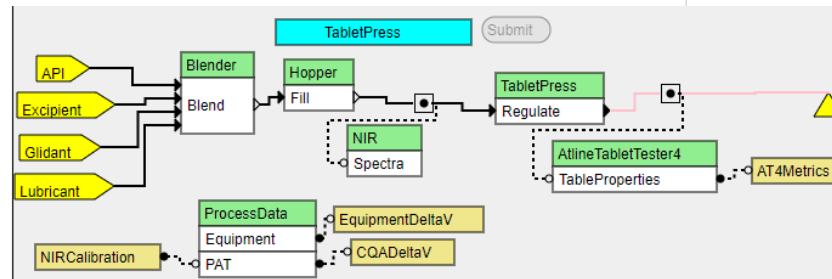 TabletPress
Submit
API
Excipient
Glidant
Lubricant
Blender
Blend
Hopper
Fill
NIR
Spectra
TabletPress
Regulate
AtlineTabletTester4
TableProperties
AT4Metrics
ProcessData
Equipment
PAT
EquipmentDeltaV
CQADeltaV
NIRCalibration